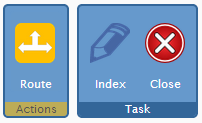 Route
Actions
Index Close
Task